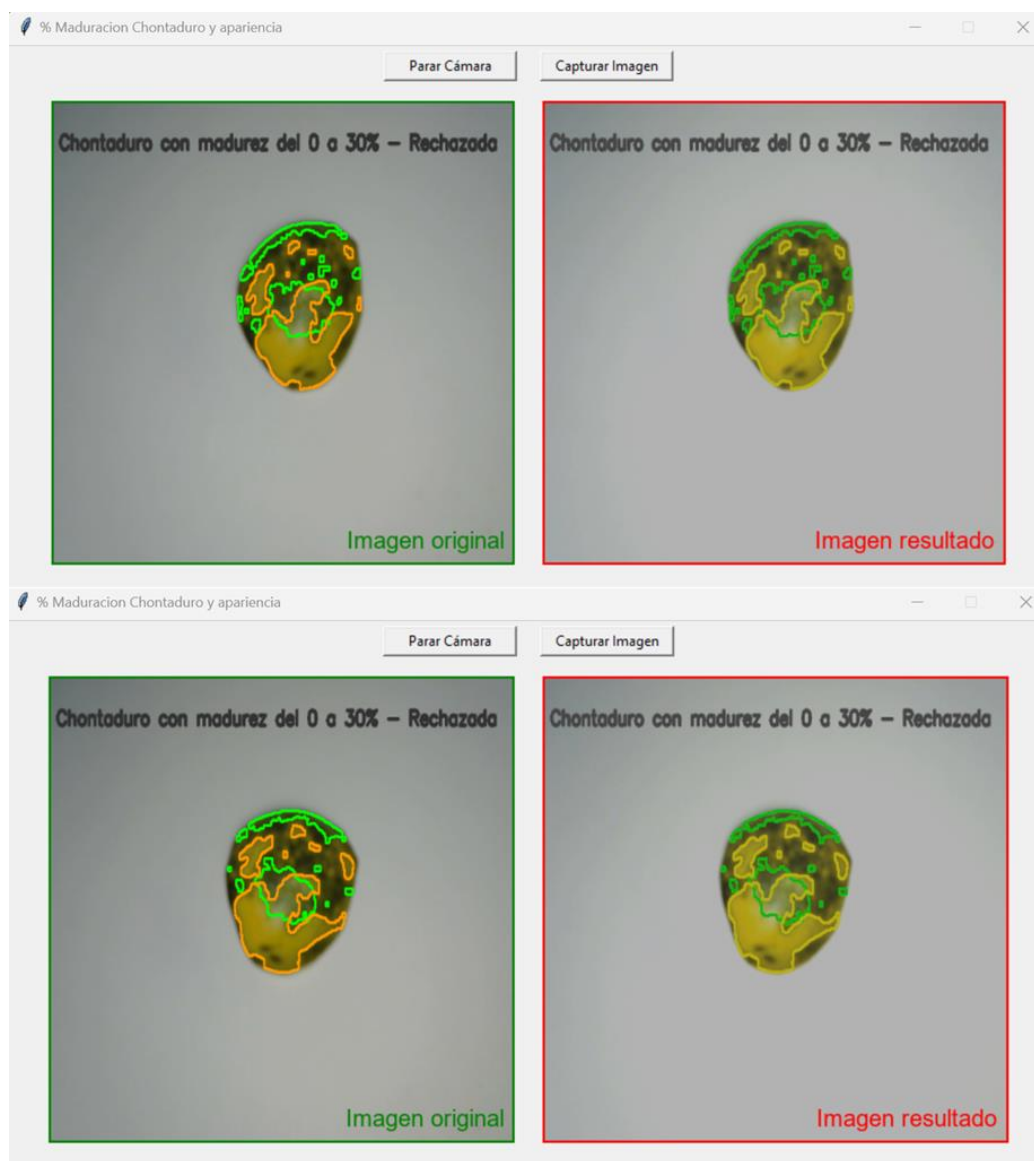 % Maduracion Chontaduro y apariencia
Parar Cámara Capturar Imagen
Chontaduro con madurez del 0 a 30% - Rechazada Chontaduro con madurez del 0 a 30% - Rechazada
Imagen original Imagen resultado
% Maduracion Chontaduro y apariencia
Parar Cámara Capturar Imagen
Chontaduro con madurez del 0 a 30% - Rechazada Chontaduro con madurez del 0 a 30% - Rechazada
Imagen original Imagen resultado